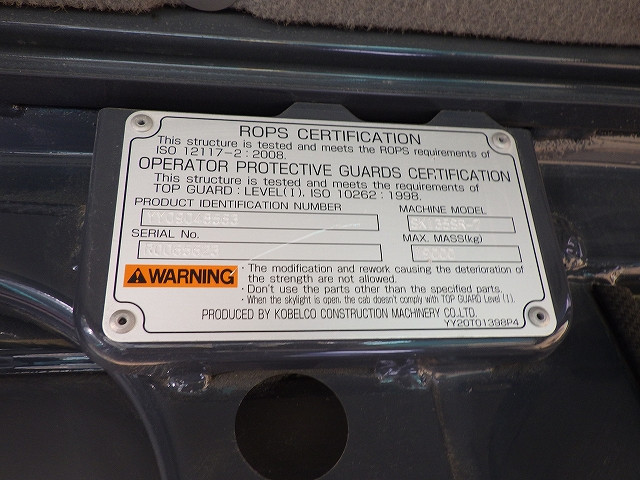 ROPS CERTIFICATION
This structure is tested and meets the ROPS requirements of
ISO 12117-2:2008.
OPERATOR PROTECTIVE GUARDS CERTIFICATION
This structure is tested and meets the requirements of
TOP GUARD : LEVEL(I). ISO 10262 : 1998.
PRODUCT IDENTIFICATION NUMBER
MACHINE MODEL
SERIAL No.
MAX. MASS(kg)
WARNING
· The modification and rework causing the deterioration of
the strength are not allowed.
· Don't use the parts other than the specified parts.
· When the skylight is open, the cab doesn't comply with TOP GUARD Level (I).
PRODUCED BY KOBELCO CONSTRUCTION MACHINERY CO.,LTD.
YY20T01398P4